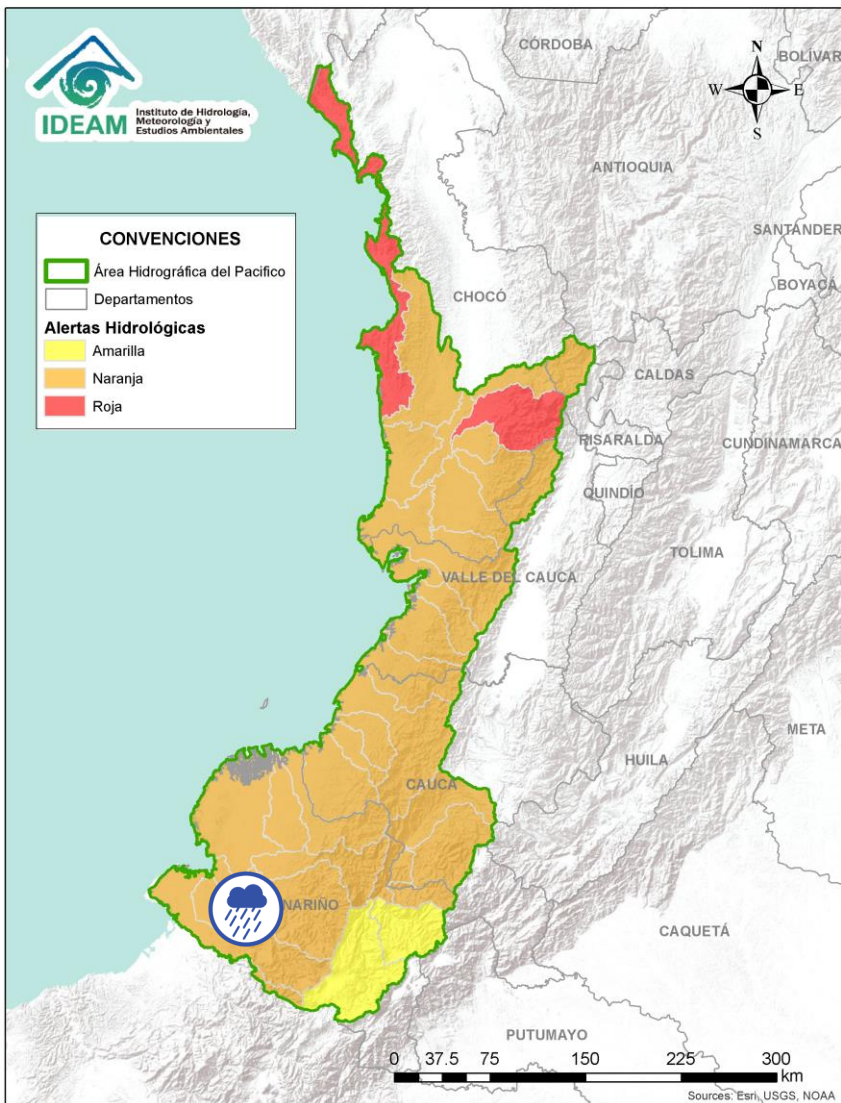 IDEAM
Instituto de Hidrología,
Meteorología y
Estudios Ambientales
CÓRDOBA
BOLÍVAR
N
W
E
S
ANTIOQUIA
SANTANDER
BOYACÁ
CONVENCIONES
Área Hidrográfica del Pacifico
Departamentos
Alertas Hidrológicas
Amarilla
Naranja
Roja
CHOCÓ
CALDAS
RISARALDA
CUNDINAMARCA
QUINDÍO
TOLIMA
VALLE DEL CAUCA
META
HUILA
CAUCA
NARIÑO
CAQUETÁ
PUTUMAYO
0 37.5 75 150 225 300
km
Sources: Esri, USGS, NOAA